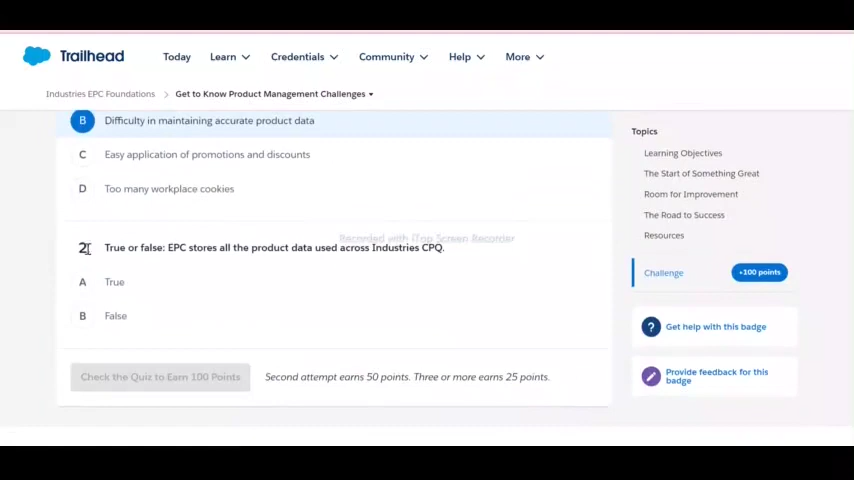 Trailhead
Today
Learn
Credentials
Community
Help
More
Industries EPC Foundations
Get to Know Product Management Challenges
B Difficulty in maintaining accurate product data
C Easy application of promotions and discounts
D Too many workplace cookies
Recorded with iTop Screen Recorder
2 True or false: EPC stores all the product data used across Industries CPQ.
A True
B False
Check the Quiz to Earn 100 Points
Second attempt earns 50 points. Three or more earns 25 points.
Topics
Learning Objectives
The Start of Something Great
Room for Improvement
The Road to Success
Resources
Challenge
+100 points
? Get help with this badge
Provide feedback for this
badge